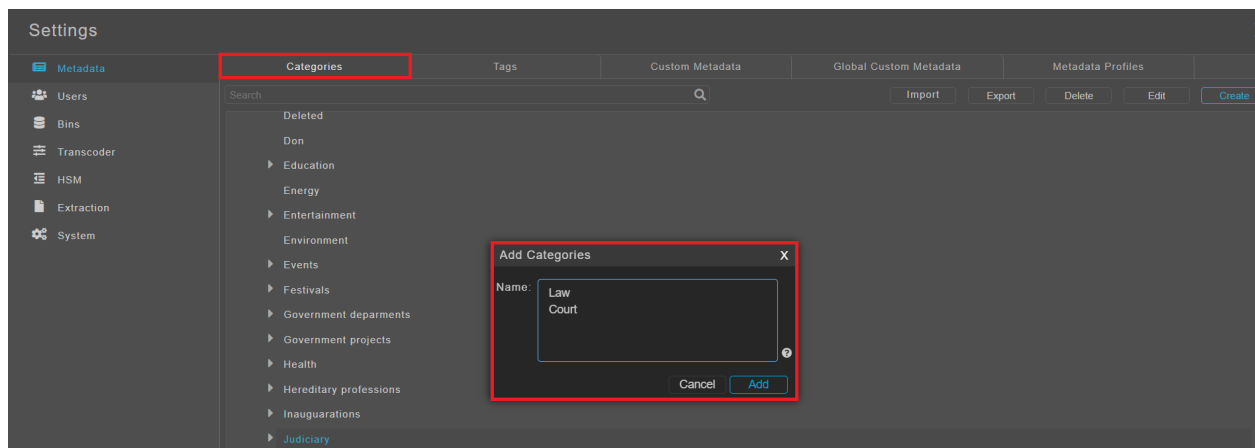 Settings
Metadata
Users
Bins
Transcoder
HSM
Extraction
System
Categories Tags Custom Metadata Global Custom Metadata Metadata Profiles
Search Import Export Delete Edit Create
Deleted
Don
Education
Energy
Entertainment
Environment
Events
Festivals
Government deparments
Government projects
Health
Hereditary professions
Inauguarations
Judiciary
Add Categories X
Name: Law
Court
?
Cancel Add